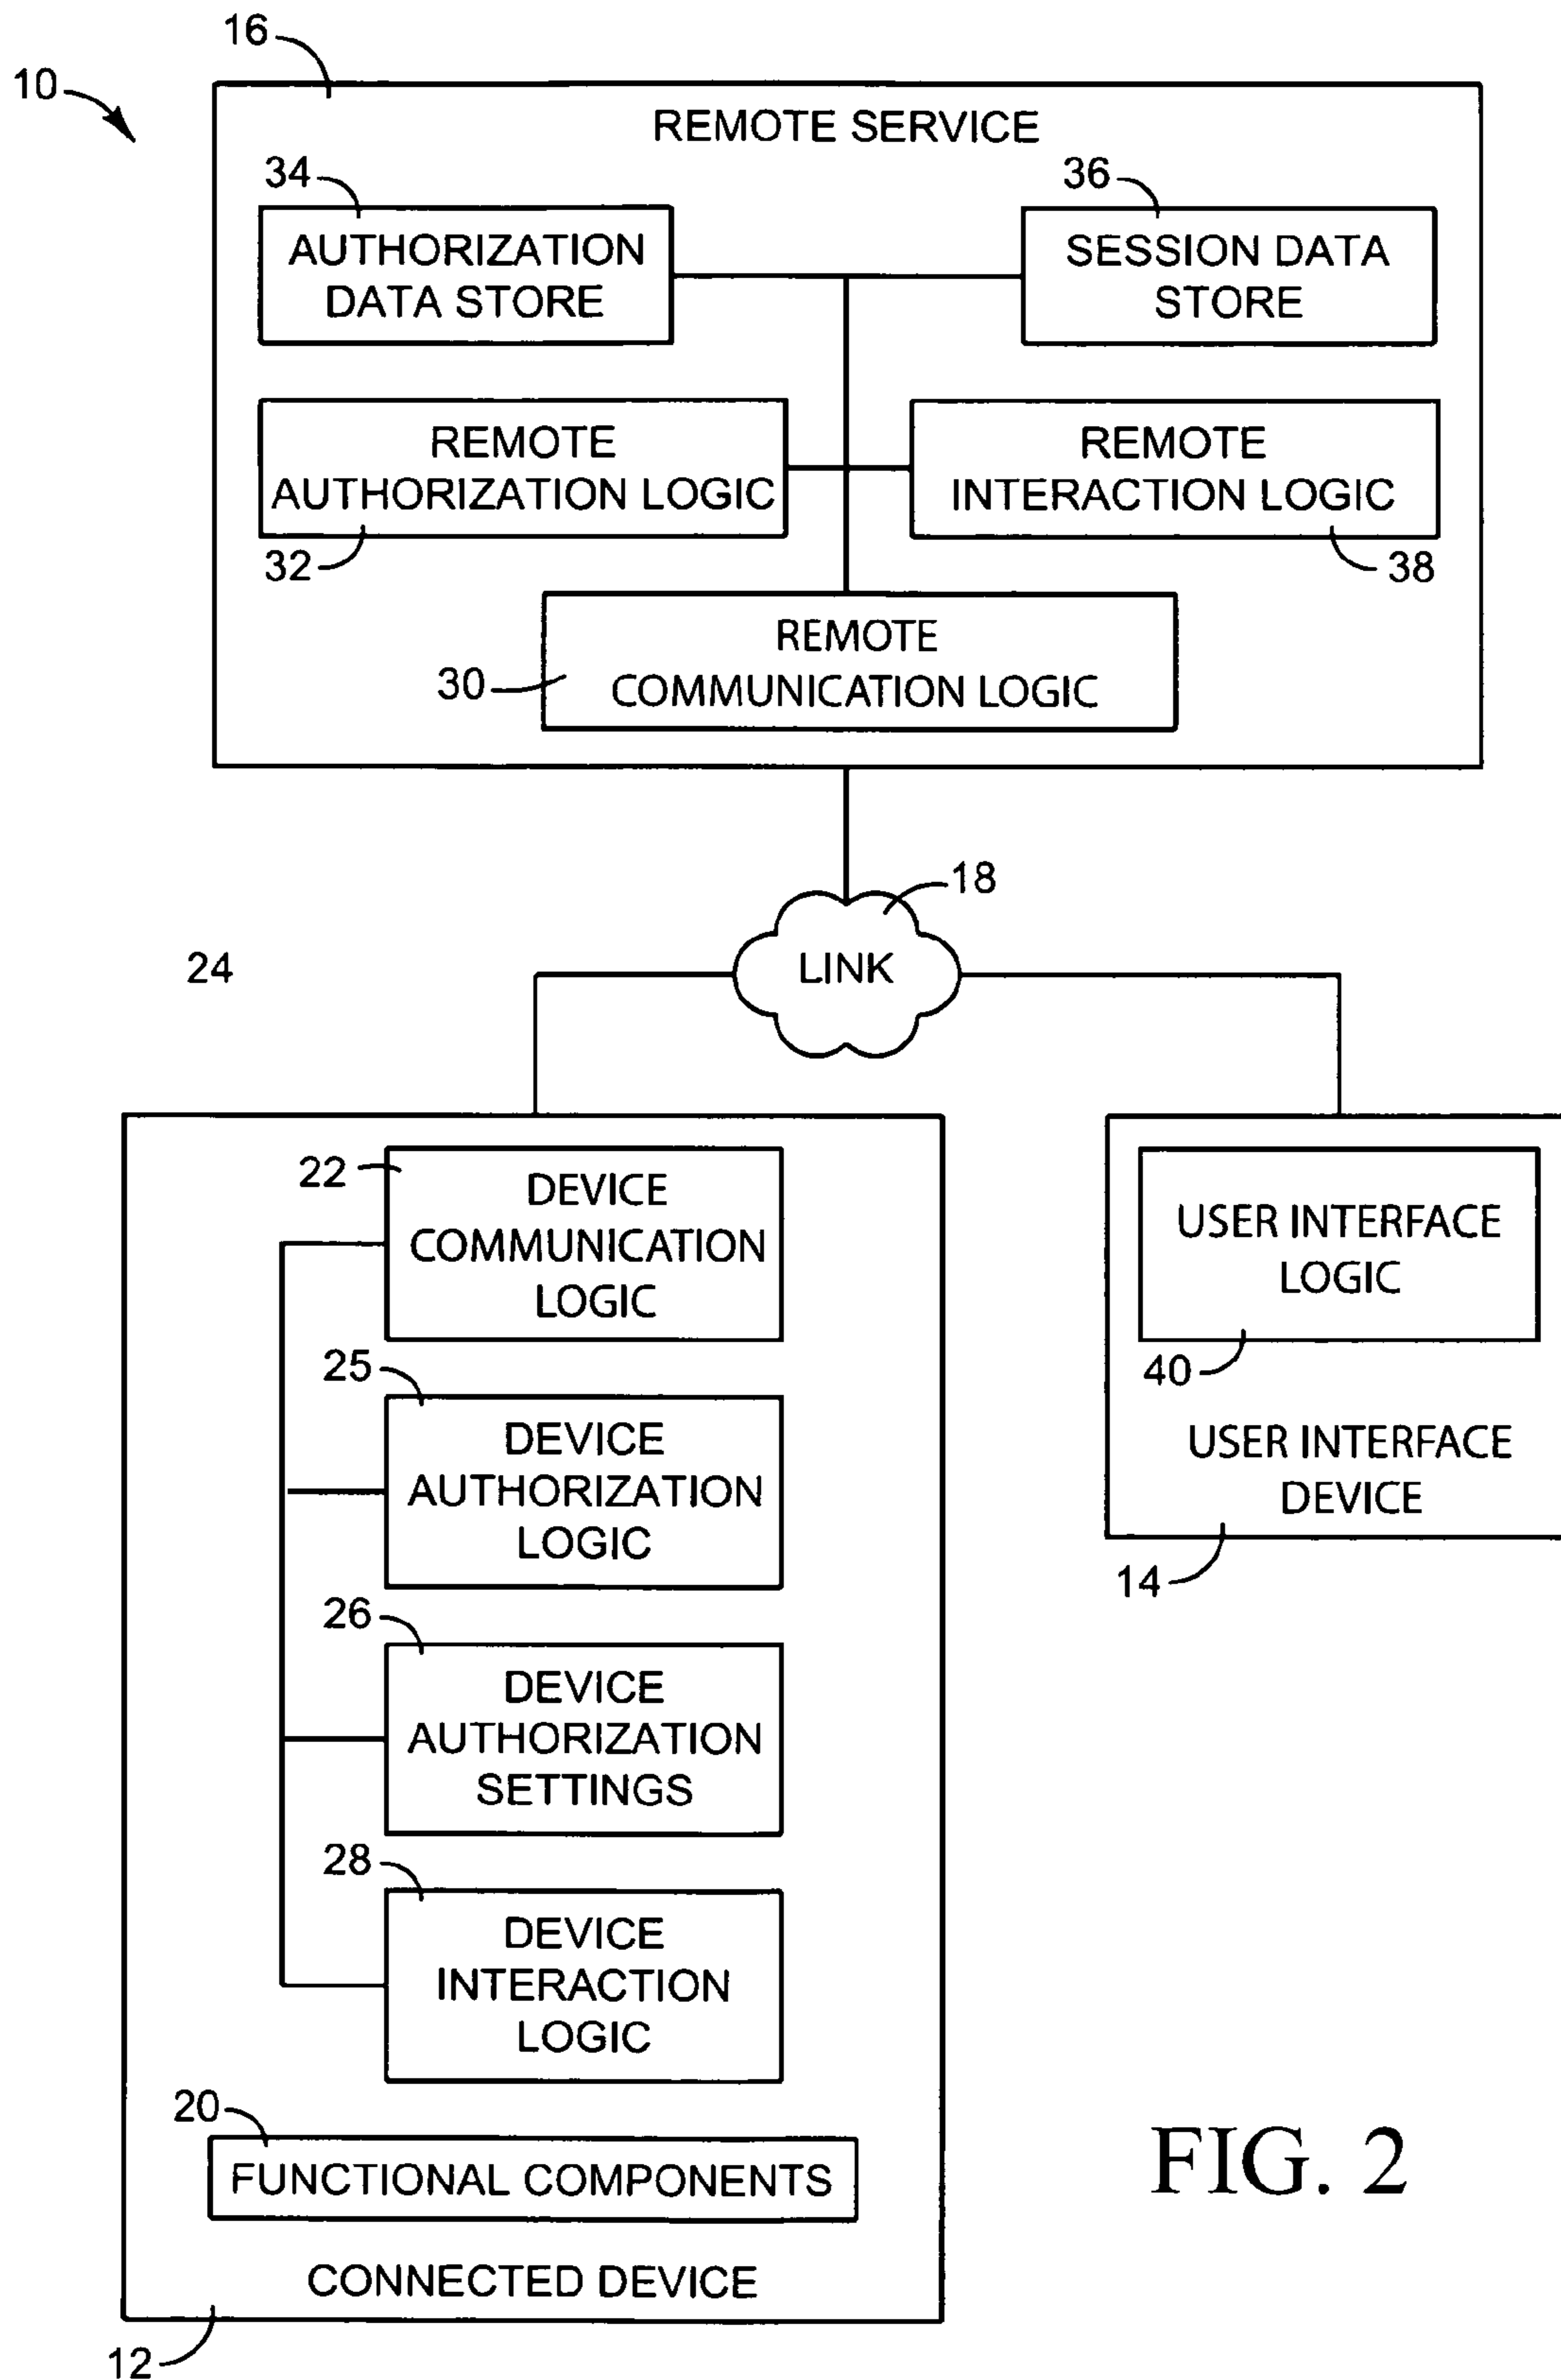 16
10
REMOTE SERVICE
34
36
AUTHORIZATION
DATA STORE
SESSION DATA
STORE
REMOTE
AUTHORIZATION LOGIC
REMOTE
INTERACTION LOGIC
32
38
REMOTE
COMMUNICATION LOGIC
30
18
LINK
24
22
DEVICE
COMMUNICATION
LOGIC
USER INTERFACE
LOGIC
40
25
DEVICE
AUTHORIZATION
LOGIC
USER INTERFACE
DEVICE
14
26
DEVICE
AUTHORIZATION
SETTINGS
28
DEVICE
INTERACTION
LOGIC
20
FUNCTIONAL COMPONENTS
CONNECTED DEVICE
12
FIG. 2